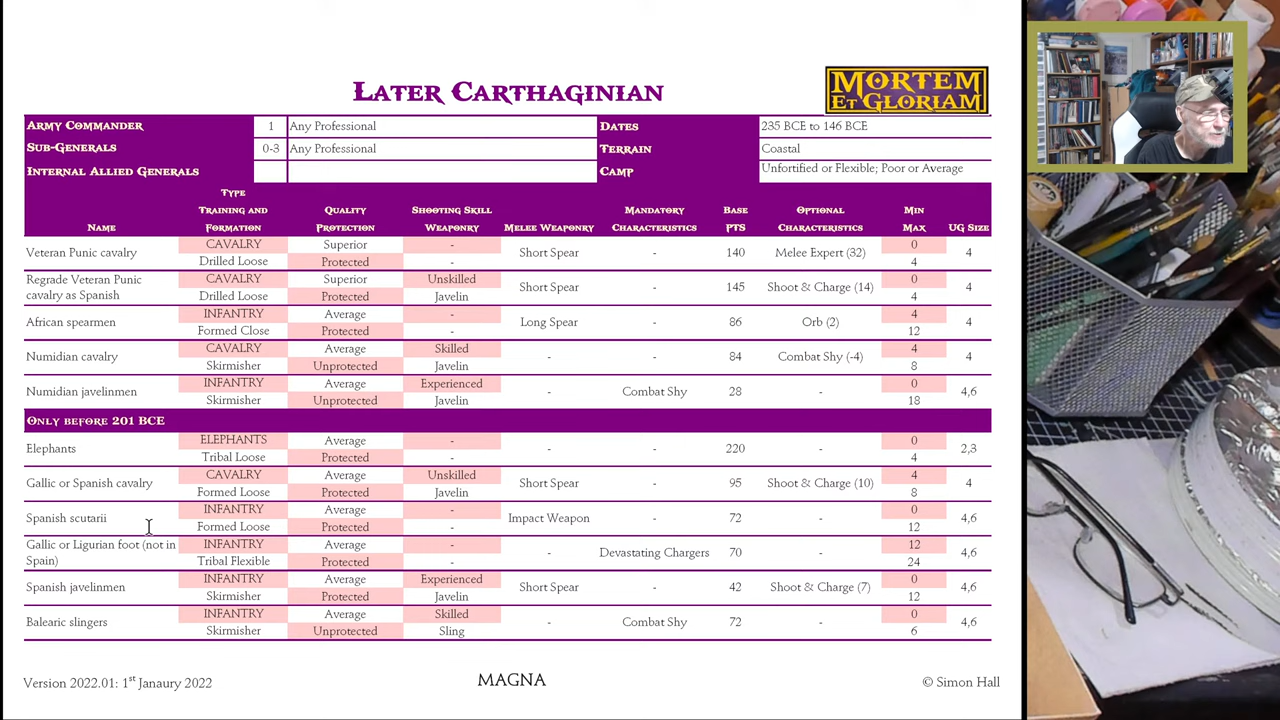 LATER CARTHAGINIAN
MORTEM
ET GLORIAM
ARMY COMMANDER 1 Any Professional DATES 235 BCE to 146 BCE
SUB-GENERALS 0-3 Any Professional TERRAIN Coastal
INTERNAL ALLIED GENERALS CAMP Unfortified or Flexible; Poor or Average
TYPE
TRAINING AND QUALITY SHOOTING SKILL MANDATORY BASE OPTIONAL MIN
NAME FORMATION PROTECTION WEAPONRY MELEE WEAPONRY CHARACTERISTICS PTS CHARACTERISTICS MAX UG SIZE
CAVALRY Superior - 0
Veteran Punic cavalry Short Spear - 140 Melee Expert (32) 4
Drilled Loose Protected - 4
Regrade Veteran Punic CAVALRY Superior Unskilled 0
Short Spear - 145 Shoot & Charge (14) 4
cavalry as Spanish Drilled Loose Protected Javelin 4
INFANTRY Average - 4
African spearmen Long Spear - 86 Orb (2) 4
Formed Close Protected - 12
CAVALRY Average Skilled 4
Numidian cavalry - - 84 Combat Shy (-4) 4
Skirmisher Unprotected Javelin 8
INFANTRY Average Experienced 0
Numidian javelinmen - Combat Shy 28 - 4,6
Skirmisher Unprotected Javelin 18
ONLY BEFORE 201 BCE
ELEPHANTS Average - 0
Elephants - - 220 - 2,3
Tribal Loose Protected - 4
CAVALRY Average Unskilled 4
Gallic or Spanish cavalry Short Spear - 95 Shoot & Charge (10) 4
Formed Loose Protected Javelin 8
INFANTRY Average - 0
Spanish scutarii Impact Weapon - 72 - 4,6
Formed Loose Protected - 12
Gallic or Ligurian foot (not in INFANTRY Average - 12
- Devastating Chargers 70 - 4,6
Spain) Tribal Flexible Protected - 24
INFANTRY Average Experienced 0
Spanish javelinmen Short Spear - 42 Shoot & Charge (7) 4,6
Skirmisher Protected Javelin 12
INFANTRY Average Skilled 0
Balearic slingers - Combat Shy 72 - 4,6
Skirmisher Unprotected Sling 6
Version 2022.01: 1st Janaury 2022 MAGNA © Simon Hall